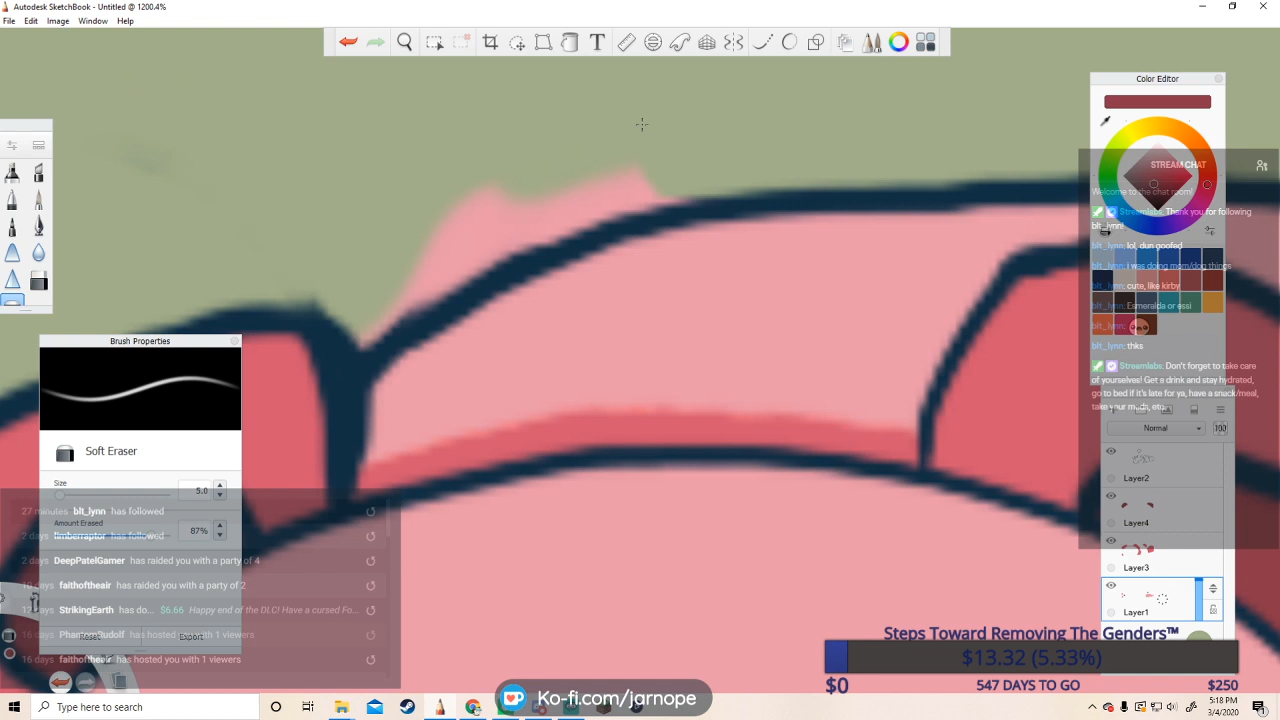 Autodesk SketchBook - Untitled @ 1200.4%
File Edit Image Window Help
Color Editor
STREAM CHAT
Welcome to the chat room!
Streamlabs: Thank you for following
blt_lynn!
blt_lynn: lol, dun goofed
blt_lynn: i was doing mom/dog things
blt_lynn: cute, like kirby
blt_lynn: Esmeralda or essi
blt_lynn:
blt_lynn: thks
Streamlabs: Don't forget to take care
of yourselves! Get a drink and stay hydrated,
go to bed if it's late for ya, have a snack/meal,
take your meds, etc.
Normal
100
Layer2
Layer4
Layer3
Layer1
Brush Properties
Soft Eraser
Size
5.0
Amount Erased
87%
Reset
Export
27 minutes blt_lynn has followed
limberraptor has followed
2 days DeepPatelGamer has raided you with a party of 4
10 days faithoftheair has raided you with a party of 2
12 days StrikingEarth has do... $6.66 Happy end of the DLC! Have a cursed Fo...
16 days PhantomRudolf has hosted you with 1 viewers
16 days faithoftheair has hosted you with 1 viewers
Steps Toward Removing The Genders™
$13.32 (5.33%)
$0 547 DAYS TO GO $250
Ko-fi.com/jarnope
Type here to search
5:18 PM
3/4/2020